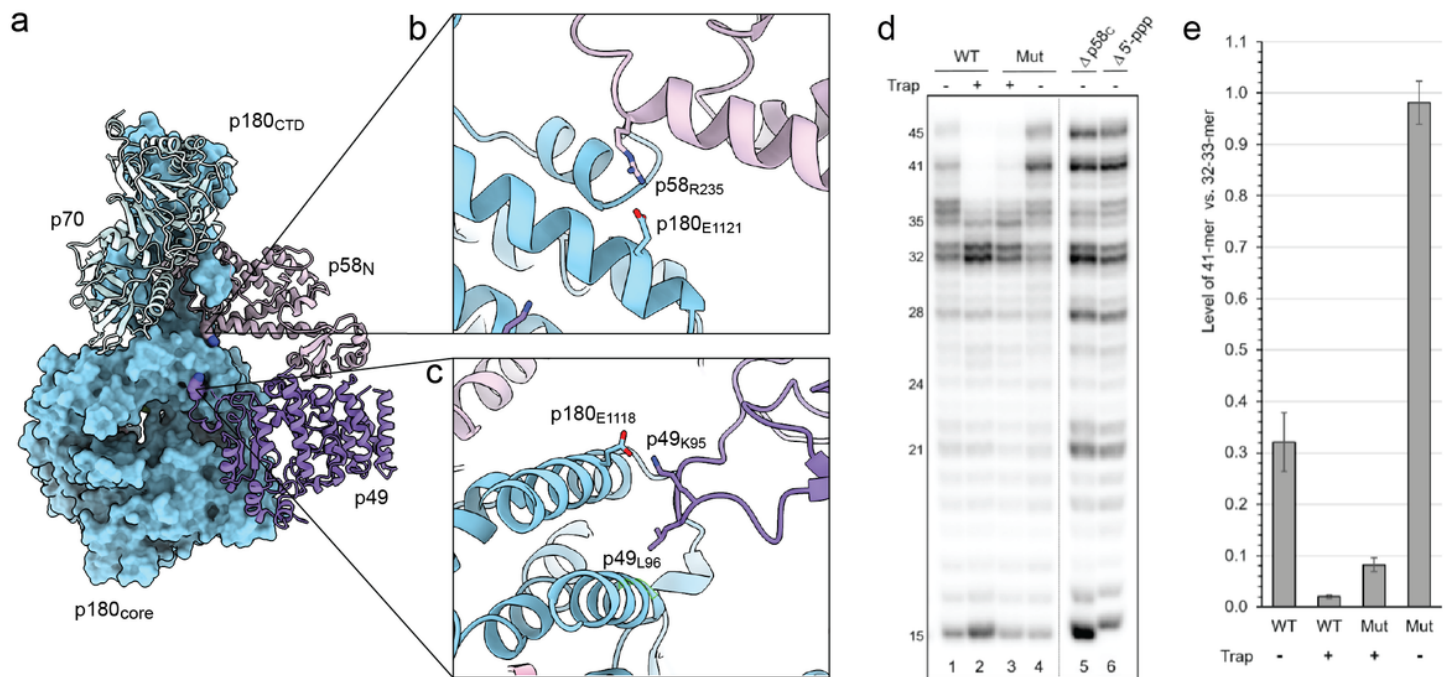 a
p180CTD
p70
p58N
p49
p180core
b
p58R235
p180E1121
c
p180E1118
p49K95
p49L96
d
WT Mut Δp58C Δ5'-ppp
Trap - + + -
45
41
35
32
28
24
21
15
1 2 3 4 5 6
e
Level of 41-mer vs. 32-33-mer
1.1
1.0
0.9
0.8
0.7
0.6
0.5
0.4
0.3
0.2
0.1
0.0
WT WT Mut Mut
Trap - + + -